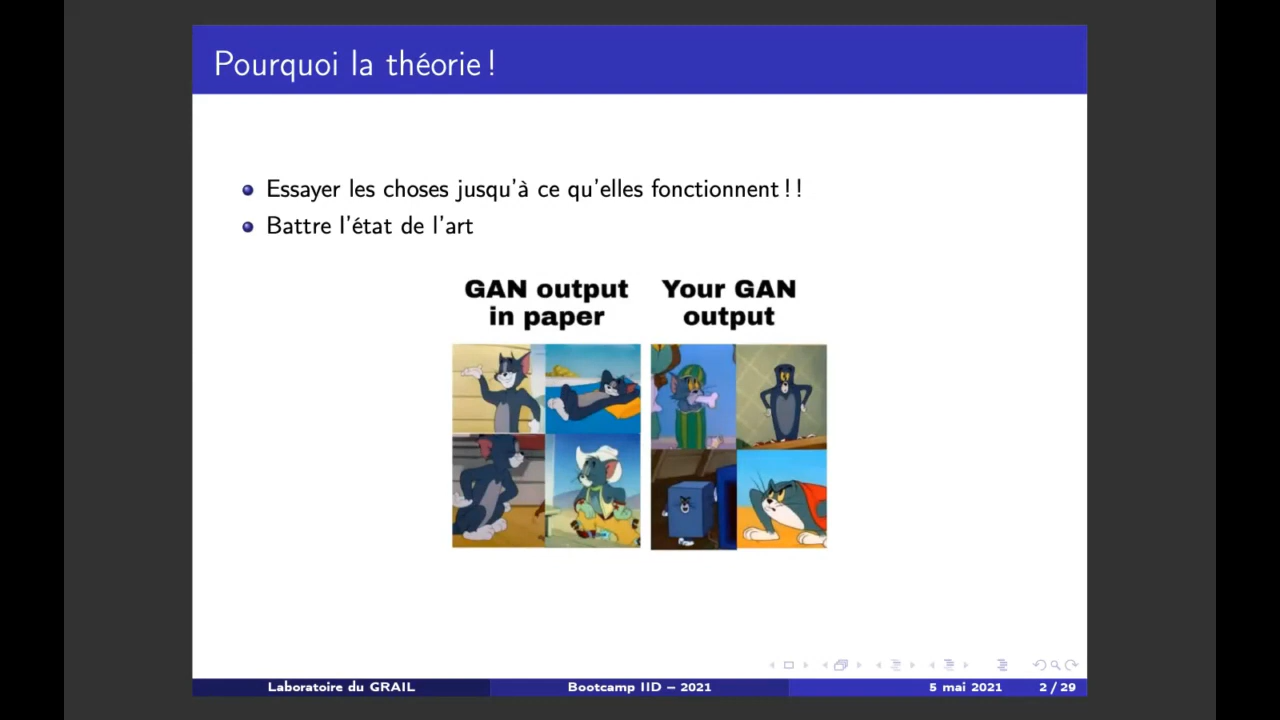 Pourquoi la théorie !
Essayer les choses jusqu'à ce qu'elles fonctionnent ! !
Battre l'état de l'art
GAN output
in paper
Your GAN
output
Laboratoire du GRAIL
Bootcamp IID – 2021
5 mai 2021
2 / 29